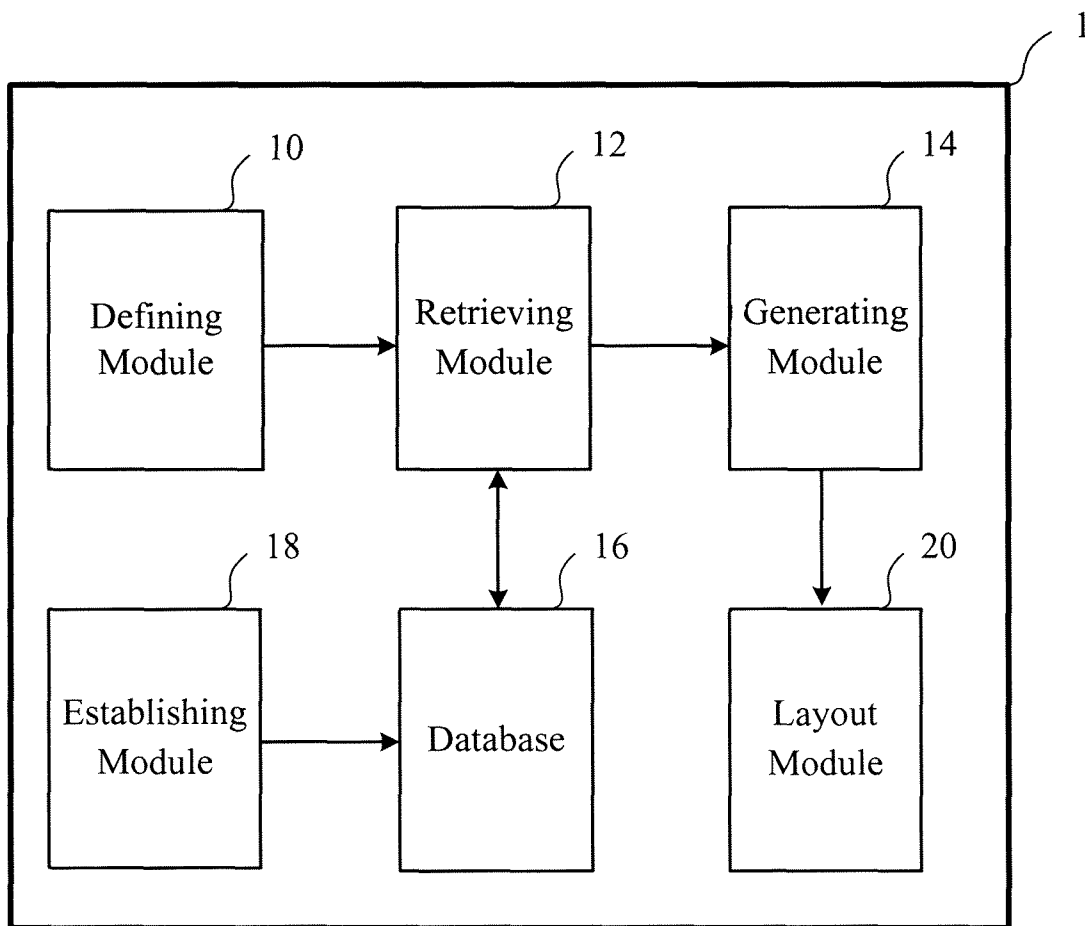 1
10
12
14
Defining
Module
Retrieving
Module
Generating
Module
18
16
20
Establishing
Module
Database
Layout
Module